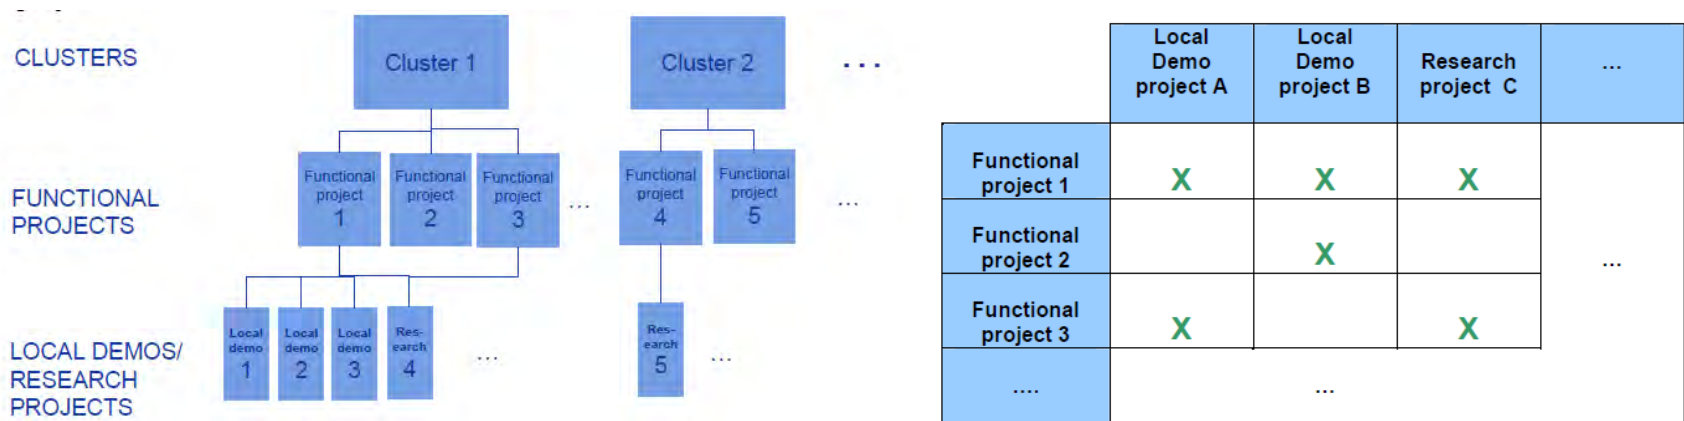 CLUSTERS
Cluster 1
Cluster 2
...
FUNCTIONAL
PROJECTS
Functional
project
1
Functional
project
2
Functional
project
3
...
Functional
project
4
Functional
project
5
...
LOCAL DEMOS/
RESEARCH
PROJECTS
Local
demo
1
Local
demo
2
Local
demo
3
Res-
earch
4
...
Res-
earch
5
...
Local
Demo
project A
Local
Demo
project B
Research
project C
...
Functional
project 1
X
X
X
Functional
project 2
X
...
Functional
project 3
X
X
....
...